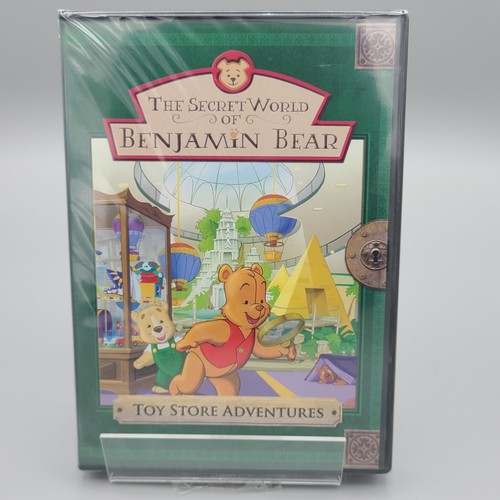 THE SECRET WORLD
OF
BENJAMIN BEAR
TOY STORE ADVENTURES